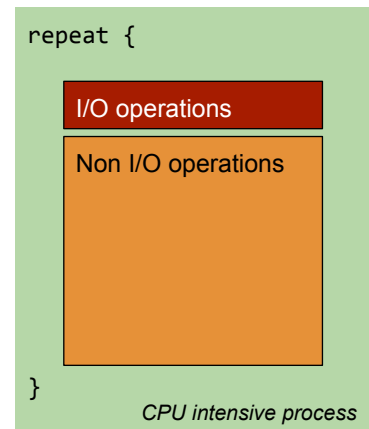 repeat {
I/O operations
Non I/O operations
}
CPU intensive process